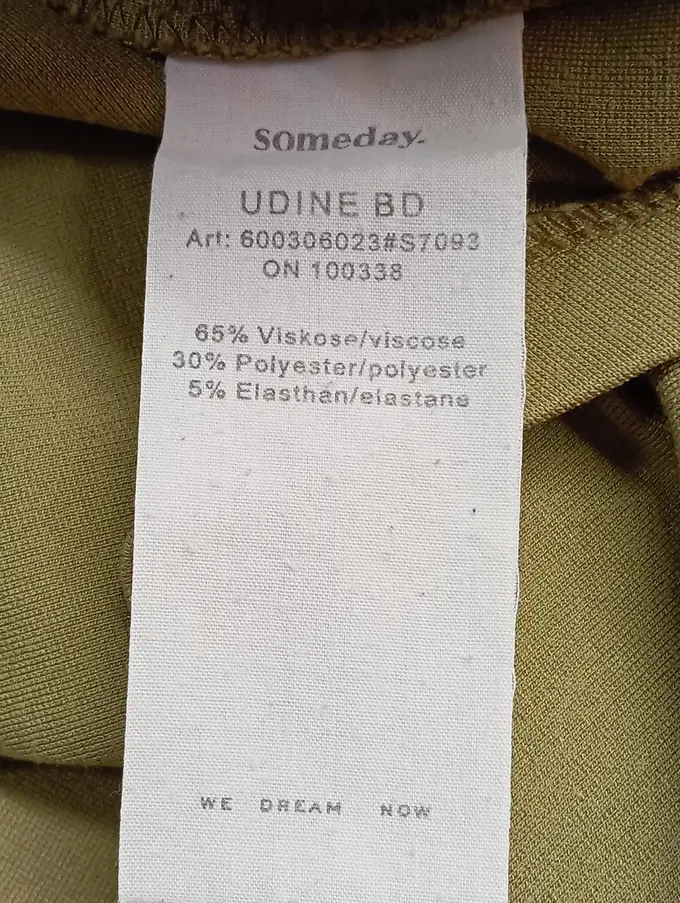 someday.
UDINE BD
Art: 600306023#S7093
ON 100338
65% Viskose/viscose
30% Polyester/polyester
5% Elasthan/elastane
WE DREAM NOW